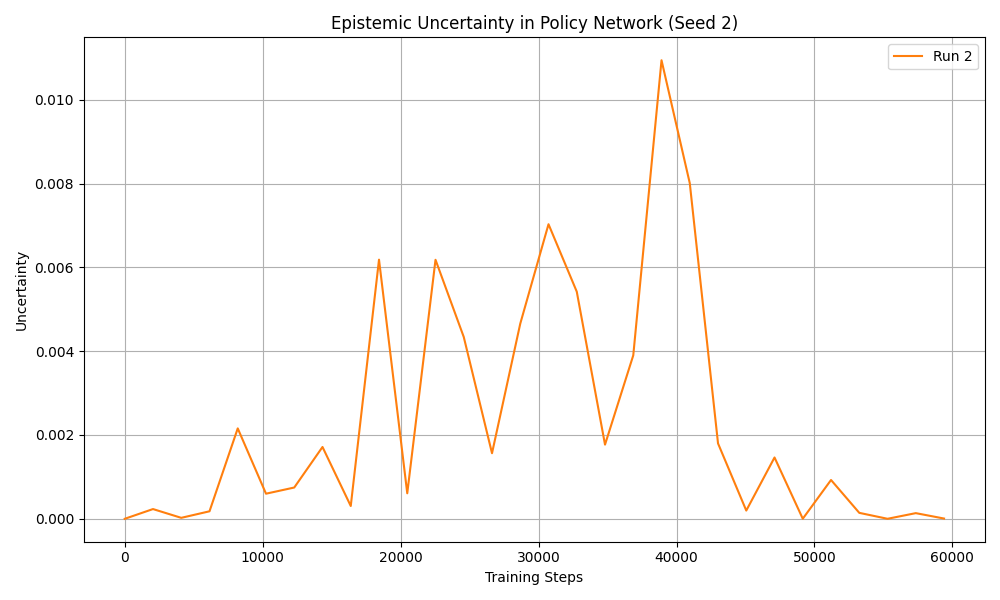 Epistemic Uncertainty in Policy Network (Seed 2)
Run 2
0.010
0.008
0.006
0.004
0.002
0.000
Uncertainty
0 10000 20000 30000 40000 50000 60000
Training Steps